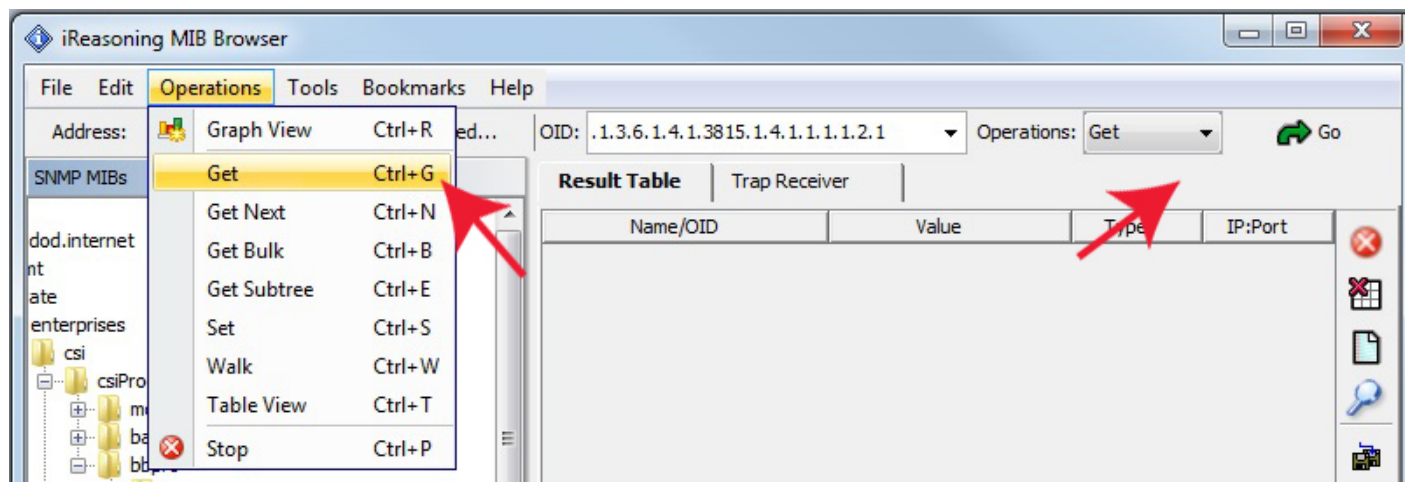 iReasoning MIB Browser
File Edit Operations Tools Bookmarks Help
Address: ed... OID: .1.3.6.1.4.1.3815.1.4.1.1.1.1.2.1 Operations: Get Go
Graph View Ctrl+R
Get Ctrl+G
Get Next Ctrl+N
Get Bulk Ctrl+B
Get Subtree Ctrl+E
Set Ctrl+S
Walk Ctrl+W
Table View Ctrl+T
Stop Ctrl+P
SNMP MIBs
dod.internet
nt
ate
enterprises
csi
csiPro
m
ba
Result Table Trap Receiver
Name/OID Value Type IP:Port